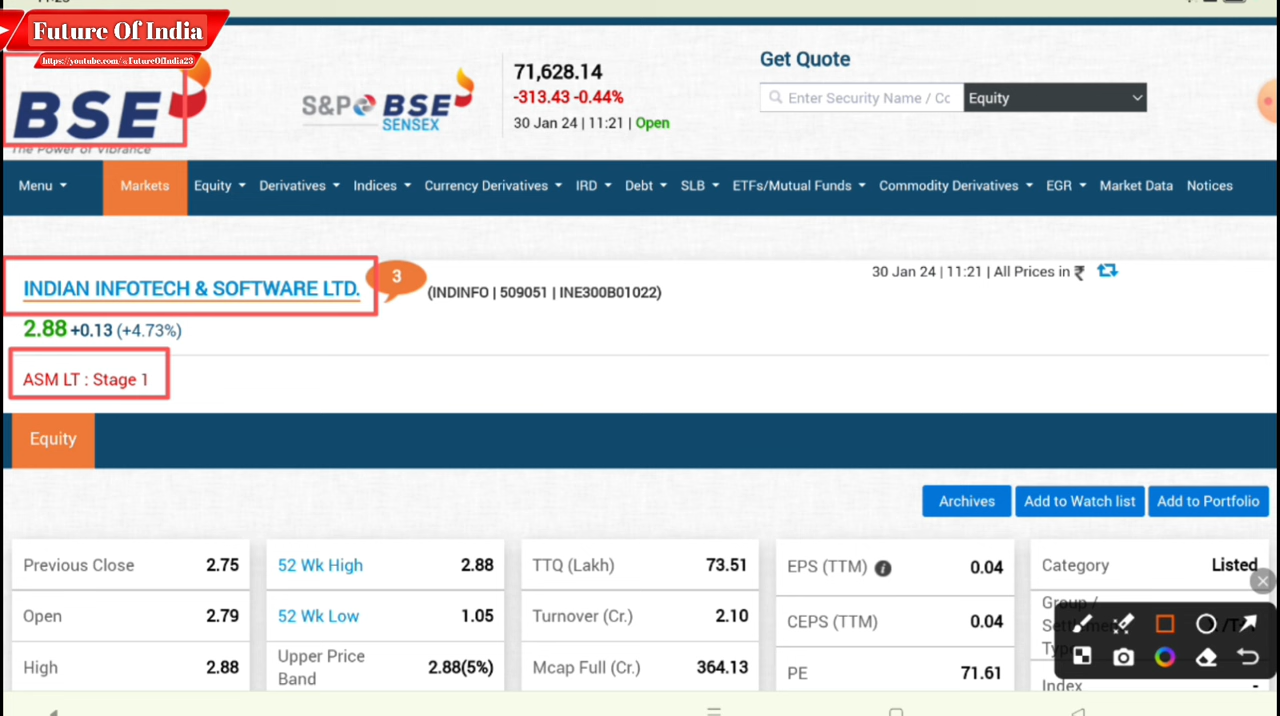 Future Of India
https://youtube.com/@FutureOfIndia23
BSE
The Power of Vibrance
S&P BSE
SENSEX
71,628.14
-313.43 -0.44%
30 Jan 24 | 11:21 | Open
Get Quote
Enter Security Name / Cc
Equity
Menu Markets Equity Derivatives Indices Currency Derivatives IRD Debt SLB ETFs/Mutual Funds Commodity Derivatives EGR Market Data Notices
INDIAN INFOTECH & SOFTWARE LTD.
3
(INDINFO | 509051 | INE300B01022)
30 Jan 24 | 11:21 | All Prices in ₹
2.88 +0.13 (+4.73%)
ASM LT : Stage 1
Equity
Archives Add to Watch list Add to Portfolio
Previous Close 2.75
Open 2.79
High 2.88
52 Wk High 2.88
52 Wk Low 1.05
Upper Price
Band 2.88(5%)
TTQ (Lakh) 73.51
Turnover (Cr.) 2.10
Mcap Full (Cr.) 364.13
EPS (TTM) 0.04
CEPS (TTM) 0.04
PE 71.61
Category Listed
Group /
Settlement
Type
Index -